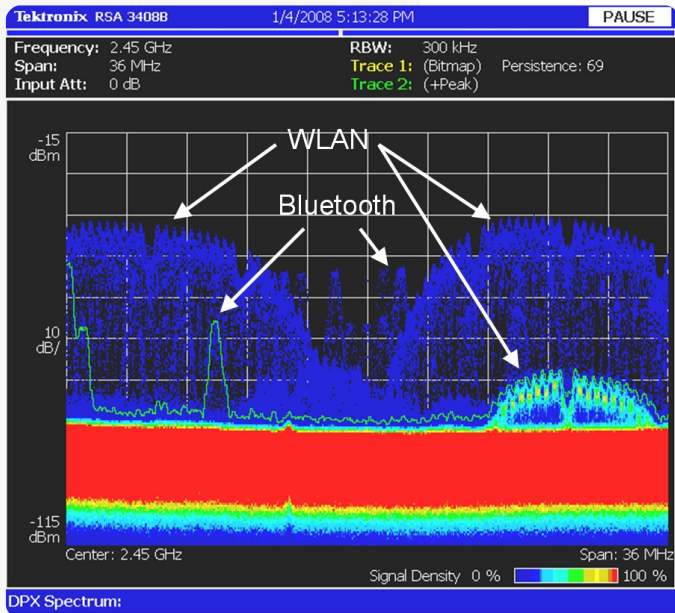 Tektronix RSA 3408B 1/4/2008 5:13:28 PM PAUSE
Frequency: 2.45 GHz RBW: 300 kHz
Span: 36 MHz Trace 1: (Bitmap) Persistence: 69
Input Att: 0 dB Trace 2: (+Peak)
-15
dBm
WLAN
Bluetooth
10
dB/
-115
dBm
Center: 2.45 GHz Span: 36 MHz
Signal Density 0 % 100 %
DPX Spectrum: